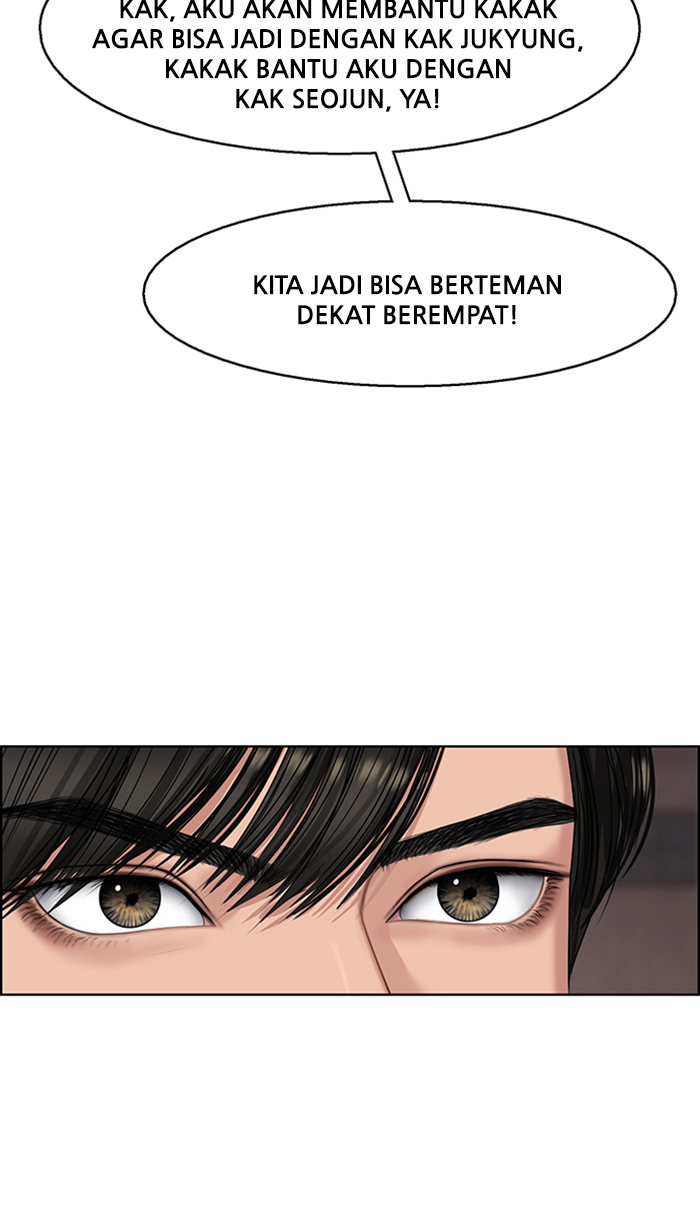 KAK, AKU AKAN MEMBANTU KAKAK
AGAR BISA JADI DENGAN KAK JUKYUNG,
KAKAK BANTU AKU DENGAN
KAK SEOJUN, YA!
KITA JADI BISA BERTEMAN
DEKAT BEREMPAT!